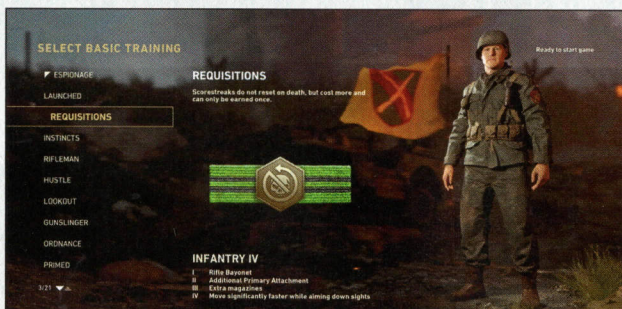 SELECT BASIC TRAINING
Ready to start game
ESPIONAGE
LAUNCHED
REQUISITIONS
INSTINCTS
RIFLEMAN
HUSTLE
LOOKOUT
GUNSLINGER
ORDNANCE
PRIMED
3/21
REQUISITIONS
Scorestreaks do not reset on death, but cost more and
can only be earned once.
INFANTRY IV
I Rifle Bayonet
II Additional Primary Attachment
III Extra magazines
IV Move significantly faster while aiming down sights